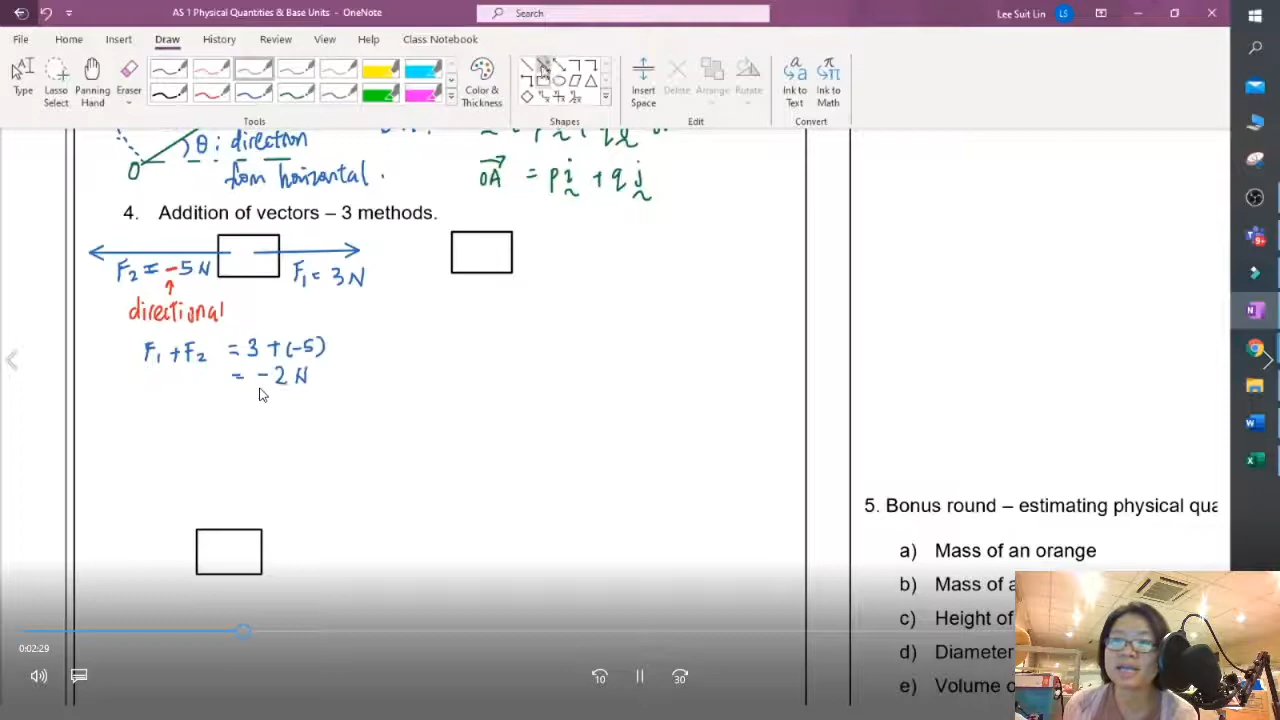 AS 1 Physical Quantities & Base Units - OneNote
Search
Lee Suit Lin
LS
File
Home
Insert
Draw
History
Review
View
Help
Class Notebook
Type
Lasso Select
Panning Hand
Eraser
Color & Thickness
Insert Space
Delete
Arrange
Rotate
Ink to Text
Ink to Math
Tools
Shapes
Edit
Convert
θ : direction
from horizontal.
O
OA = pi + qj
4. Addition of vectors – 3 methods.
F₂ = -5 N
F₁ = 3 N
directional
F₁ + F₂ = 3 + (-5)
= -2 N
5. Bonus round – estimating physical qua
a) Mass of an orange
b) Mass of a
c) Height of
d) Diameter
e) Volume o
0:02:29
10
30